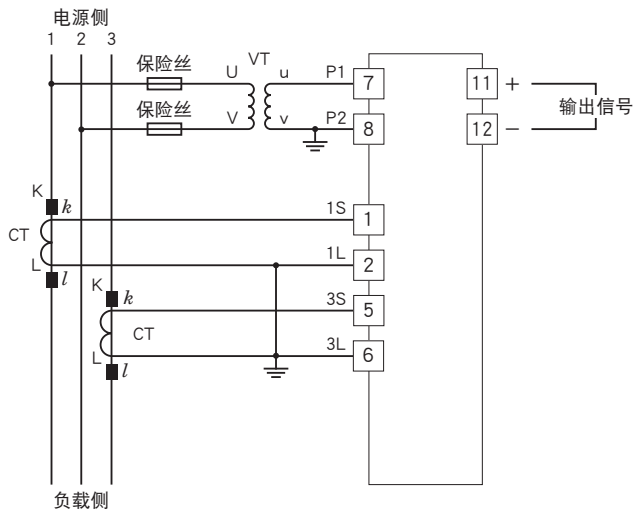 电源侧
1 2 3
保险丝 VT
U u P1 7 11 +
保险丝
V v P2 8 12 −
输出信号
K
k
1S 1
CT
1L 2
L
l
K
k
3S 5
CT
3L 6
L
l
负载侧